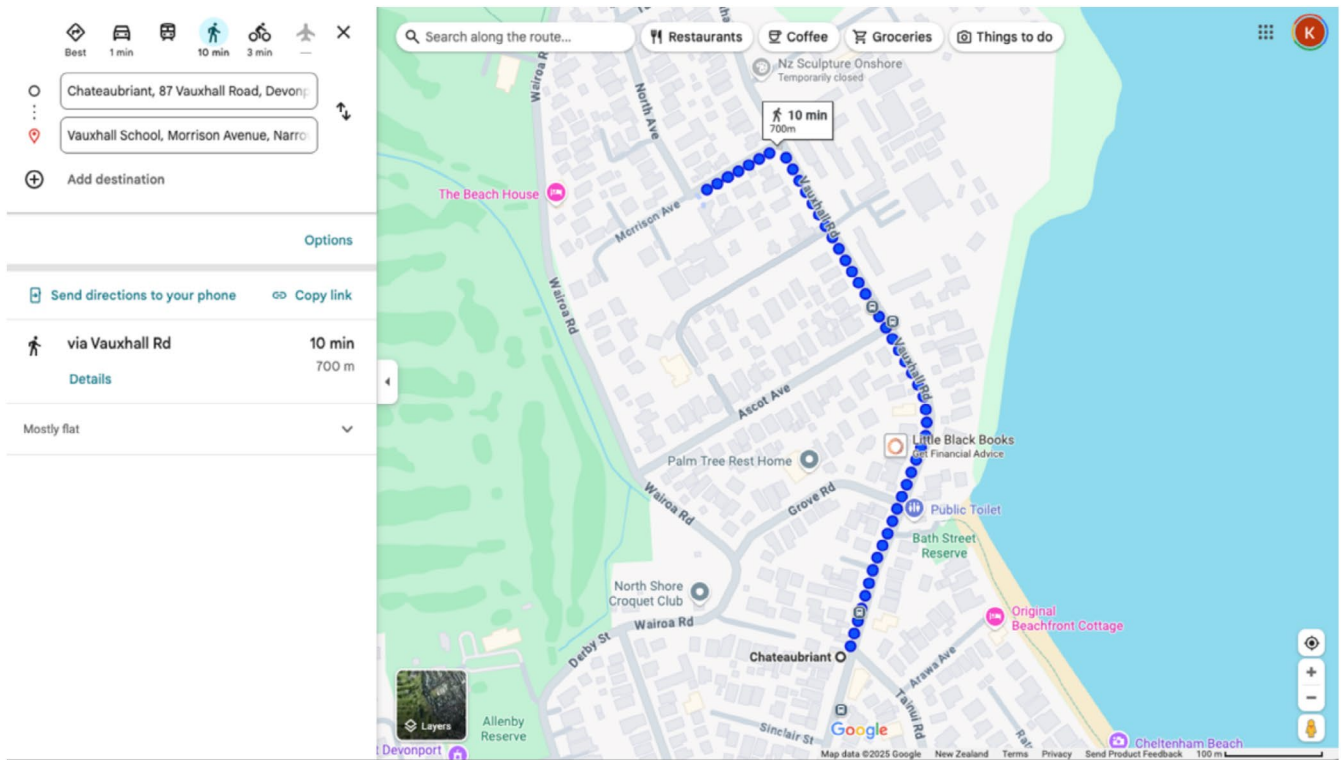 Best
1 min
10 min
3 min
—
Chateaubriant, 87 Vauxhall Road, Devonp
Vauxhall School, Morrison Avenue, Narro
Add destination
Options
Send directions to your phone
Copy link
via Vauxhall Rd
10 min
700 m
Details
Mostly flat
Search along the route...
Restaurants
Coffee
Groceries
Things to do
K
Nz Sculpture Onshore
Temporarily closed
Wairoa R
North Ave
10 min
700m
The Beach House
Morrison Ave
Vauxhall Rd
Wairoa Rd
Vauxhall Rd
Ascot Ave
Little Black Books
Get Financial Advice
Palm Tree Rest Home
Wairoa Rd
Grove Rd
Public Toilet
Bath Street
Reserve
North Shore
Croquet Club
Wairoa Rd
Original
Beachfront Cottage
Derby St
Chateaubriant
Arawa Ave
Tainui Rd
Layers
Allenby
Reserve
Sinclair St
Google
Cheltenham Beach
t Devonport
Map data ©2025 Google
New Zealand
Terms
Privacy
Send Product Feedback
100 m